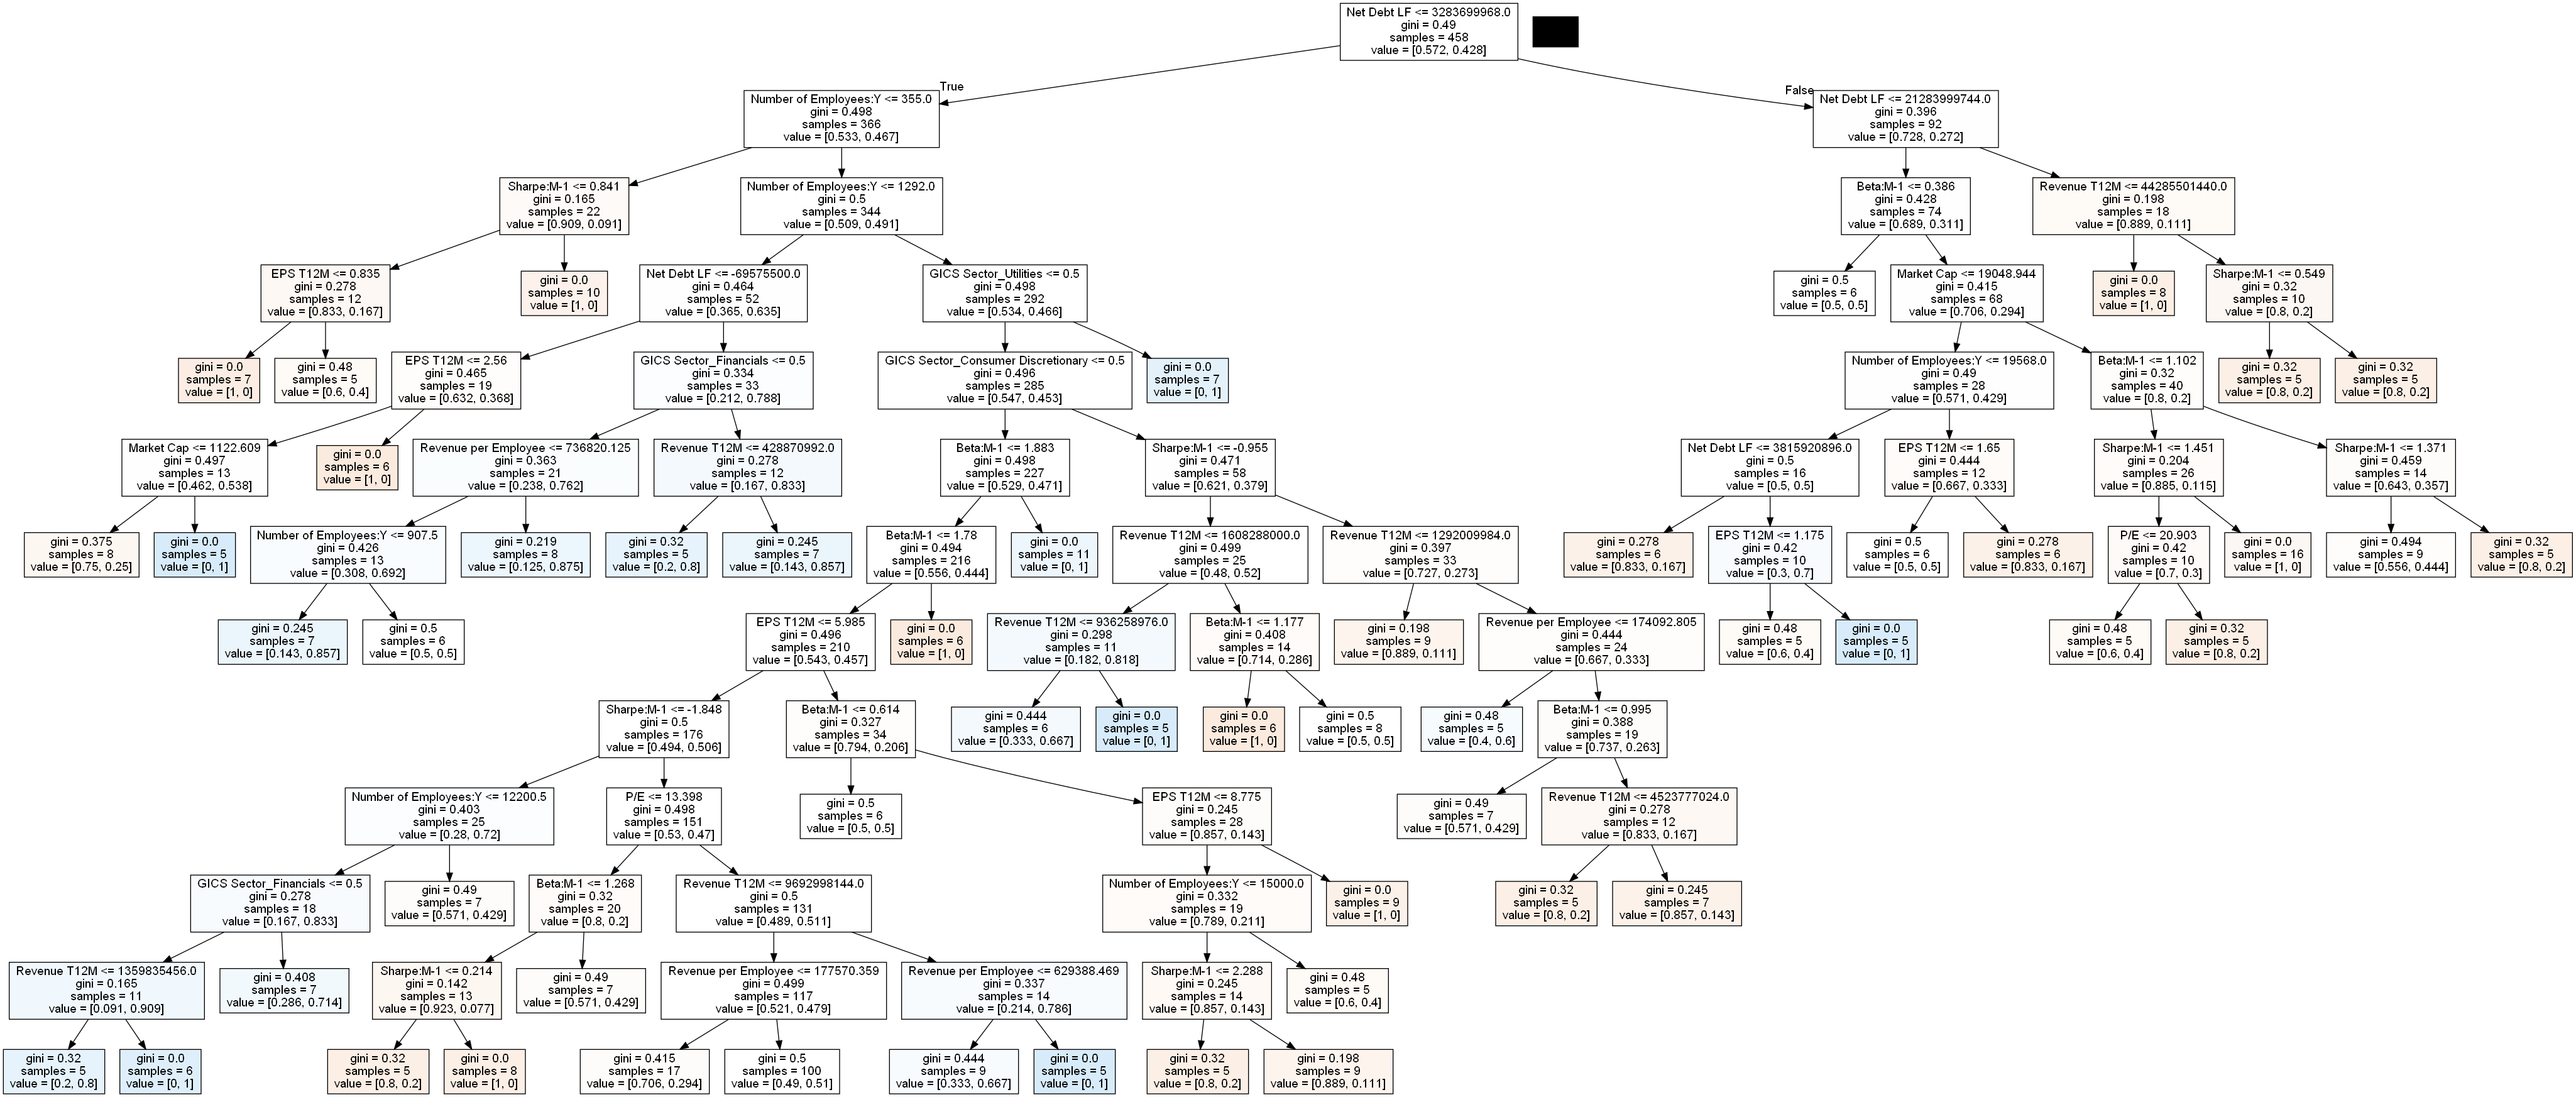 Net Debt LF <= 3283699968.0
gini = 0.49
samples = 458
value = [0.572, 0.428]
True
False
Number of Employees:Y <= 355.0
gini = 0.498
samples = 366
value = [0.533, 0.467]
Net Debt LF <= 21283999744.0
gini = 0.396
samples = 92
value = [0.728, 0.272]
Sharpe:M-1 <= 0.841
gini = 0.165
samples = 22
value = [0.909, 0.091]
Number of Employees:Y <= 1292.0
gini = 0.5
samples = 344
value = [0.509, 0.491]
Beta:M-1 <= 0.386
gini = 0.428
samples = 74
value = [0.689, 0.311]
Revenue T12M <= 44285501440.0
gini = 0.198
samples = 18
value = [0.889, 0.111]
EPS T12M <= 0.835
gini = 0.278
samples = 12
value = [0.833, 0.167]
gini = 0.0
samples = 10
value = [1, 0]
Net Debt LF <= -69575500.0
gini = 0.464
samples = 52
value = [0.365, 0.635]
GICS Sector_Utilities <= 0.5
gini = 0.498
samples = 292
value = [0.534, 0.466]
gini = 0.5
samples = 6
value = [0.5, 0.5]
Market Cap <= 19048.944
gini = 0.415
samples = 68
value = [0.706, 0.294]
gini = 0.0
samples = 8
value = [1, 0]
Sharpe:M-1 <= 0.549
gini = 0.32
samples = 10
value = [0.8, 0.2]
gini = 0.0
samples = 7
value = [1, 0]
gini = 0.48
samples = 5
value = [0.6, 0.4]
EPS T12M <= 2.56
gini = 0.465
samples = 19
value = [0.632, 0.368]
GICS Sector_Financials <= 0.5
gini = 0.334
samples = 33
value = [0.212, 0.788]
GICS Sector_Consumer Discretionary <= 0.5
gini = 0.496
samples = 285
value = [0.547, 0.453]
gini = 0.0
samples = 7
value = [0, 1]
Number of Employees:Y <= 19568.0
gini = 0.49
samples = 28
value = [0.571, 0.429]
Beta:M-1 <= 1.102
gini = 0.32
samples = 40
value = [0.8, 0.2]
gini = 0.32
samples = 5
value = [0.8, 0.2]
gini = 0.32
samples = 5
value = [0.8, 0.2]
Market Cap <= 1122.609
gini = 0.497
samples = 13
value = [0.462, 0.538]
gini = 0.0
samples = 6
value = [1, 0]
Revenue per Employee <= 736820.125
gini = 0.363
samples = 21
value = [0.238, 0.762]
Revenue T12M <= 428870992.0
gini = 0.278
samples = 12
value = [0.167, 0.833]
Beta:M-1 <= 1.883
gini = 0.498
samples = 227
value = [0.529, 0.471]
Sharpe:M-1 <= -0.955
gini = 0.471
samples = 58
value = [0.621, 0.379]
Net Debt LF <= 3815920896.0
gini = 0.5
samples = 16
value = [0.5, 0.5]
EPS T12M <= 1.65
gini = 0.444
samples = 12
value = [0.667, 0.333]
Sharpe:M-1 <= 1.451
gini = 0.204
samples = 26
value = [0.885, 0.115]
Sharpe:M-1 <= 1.371
gini = 0.459
samples = 14
value = [0.643, 0.357]
gini = 0.375
samples = 8
value = [0.75, 0.25]
gini = 0.0
samples = 5
value = [0, 1]
Number of Employees:Y <= 907.5
gini = 0.426
samples = 13
value = [0.308, 0.692]
gini = 0.219
samples = 8
value = [0.125, 0.875]
gini = 0.32
samples = 5
value = [0.2, 0.8]
gini = 0.245
samples = 7
value = [0.143, 0.857]
Beta:M-1 <= 1.78
gini = 0.494
samples = 216
value = [0.556, 0.444]
gini = 0.0
samples = 11
value = [0, 1]
Revenue T12M <= 1608288000.0
gini = 0.499
samples = 25
value = [0.48, 0.52]
Revenue T12M <= 1292009984.0
gini = 0.397
samples = 33
value = [0.727, 0.273]
gini = 0.278
samples = 6
value = [0.833, 0.167]
EPS T12M <= 1.175
gini = 0.42
samples = 10
value = [0.3, 0.7]
gini = 0.5
samples = 6
value = [0.5, 0.5]
gini = 0.278
samples = 6
value = [0.833, 0.167]
P/E <= 20.903
gini = 0.42
samples = 10
value = [0.7, 0.3]
gini = 0.0
samples = 16
value = [1, 0]
gini = 0.494
samples = 9
value = [0.556, 0.444]
gini = 0.32
samples = 5
value = [0.8, 0.2]
gini = 0.245
samples = 7
value = [0.143, 0.857]
gini = 0.5
samples = 6
value = [0.5, 0.5]
EPS T12M <= 5.985
gini = 0.496
samples = 210
value = [0.543, 0.457]
gini = 0.0
samples = 6
value = [1, 0]
Revenue T12M <= 936258976.0
gini = 0.298
samples = 11
value = [0.182, 0.818]
Beta:M-1 <= 1.177
gini = 0.408
samples = 14
value = [0.714, 0.286]
gini = 0.198
samples = 9
value = [0.889, 0.111]
Revenue per Employee <= 174092.805
gini = 0.444
samples = 24
value = [0.667, 0.333]
gini = 0.48
samples = 5
value = [0.6, 0.4]
gini = 0.0
samples = 5
value = [0, 1]
gini = 0.48
samples = 5
value = [0.6, 0.4]
gini = 0.32
samples = 5
value = [0.8, 0.2]
Sharpe:M-1 <= -1.848
gini = 0.5
samples = 176
value = [0.494, 0.506]
Beta:M-1 <= 0.614
gini = 0.327
samples = 34
value = [0.794, 0.206]
gini = 0.444
samples = 6
value = [0.333, 0.667]
gini = 0.0
samples = 5
value = [0, 1]
gini = 0.0
samples = 6
value = [1, 0]
gini = 0.5
samples = 8
value = [0.5, 0.5]
gini = 0.48
samples = 5
value = [0.4, 0.6]
Beta:M-1 <= 0.995
gini = 0.388
samples = 19
value = [0.737, 0.263]
Number of Employees:Y <= 12200.5
gini = 0.403
samples = 25
value = [0.28, 0.72]
P/E <= 13.398
gini = 0.498
samples = 151
value = [0.53, 0.47]
gini = 0.5
samples = 6
value = [0.5, 0.5]
EPS T12M <= 8.775
gini = 0.245
samples = 28
value = [0.857, 0.143]
gini = 0.49
samples = 7
value = [0.571, 0.429]
Revenue T12M <= 4523777024.0
gini = 0.278
samples = 12
value = [0.833, 0.167]
GICS Sector_Financials <= 0.5
gini = 0.278
samples = 18
value = [0.167, 0.833]
gini = 0.49
samples = 7
value = [0.571, 0.429]
Beta:M-1 <= 1.268
gini = 0.32
samples = 20
value = [0.8, 0.2]
Revenue T12M <= 9692998144.0
gini = 0.5
samples = 131
value = [0.489, 0.511]
Number of Employees:Y <= 15000.0
gini = 0.332
samples = 19
value = [0.789, 0.211]
gini = 0.0
samples = 9
value = [1, 0]
gini = 0.32
samples = 5
value = [0.8, 0.2]
gini = 0.245
samples = 7
value = [0.857, 0.143]
Revenue T12M <= 1359835456.0
gini = 0.165
samples = 11
value = [0.091, 0.909]
gini = 0.408
samples = 7
value = [0.286, 0.714]
Sharpe:M-1 <= 0.214
gini = 0.142
samples = 13
value = [0.923, 0.077]
gini = 0.49
samples = 7
value = [0.571, 0.429]
Revenue per Employee <= 177570.359
gini = 0.499
samples = 117
value = [0.521, 0.479]
Revenue per Employee <= 629388.469
gini = 0.337
samples = 14
value = [0.214, 0.786]
Sharpe:M-1 <= 2.288
gini = 0.245
samples = 14
value = [0.857, 0.143]
gini = 0.48
samples = 5
value = [0.6, 0.4]
gini = 0.32
samples = 5
value = [0.2, 0.8]
gini = 0.0
samples = 6
value = [0, 1]
gini = 0.32
samples = 5
value = [0.8, 0.2]
gini = 0.0
samples = 8
value = [1, 0]
gini = 0.415
samples = 17
value = [0.706, 0.294]
gini = 0.5
samples = 100
value = [0.49, 0.51]
gini = 0.444
samples = 9
value = [0.333, 0.667]
gini = 0.0
samples = 5
value = [0, 1]
gini = 0.32
samples = 5
value = [0.8, 0.2]
gini = 0.198
samples = 9
value = [0.889, 0.111]